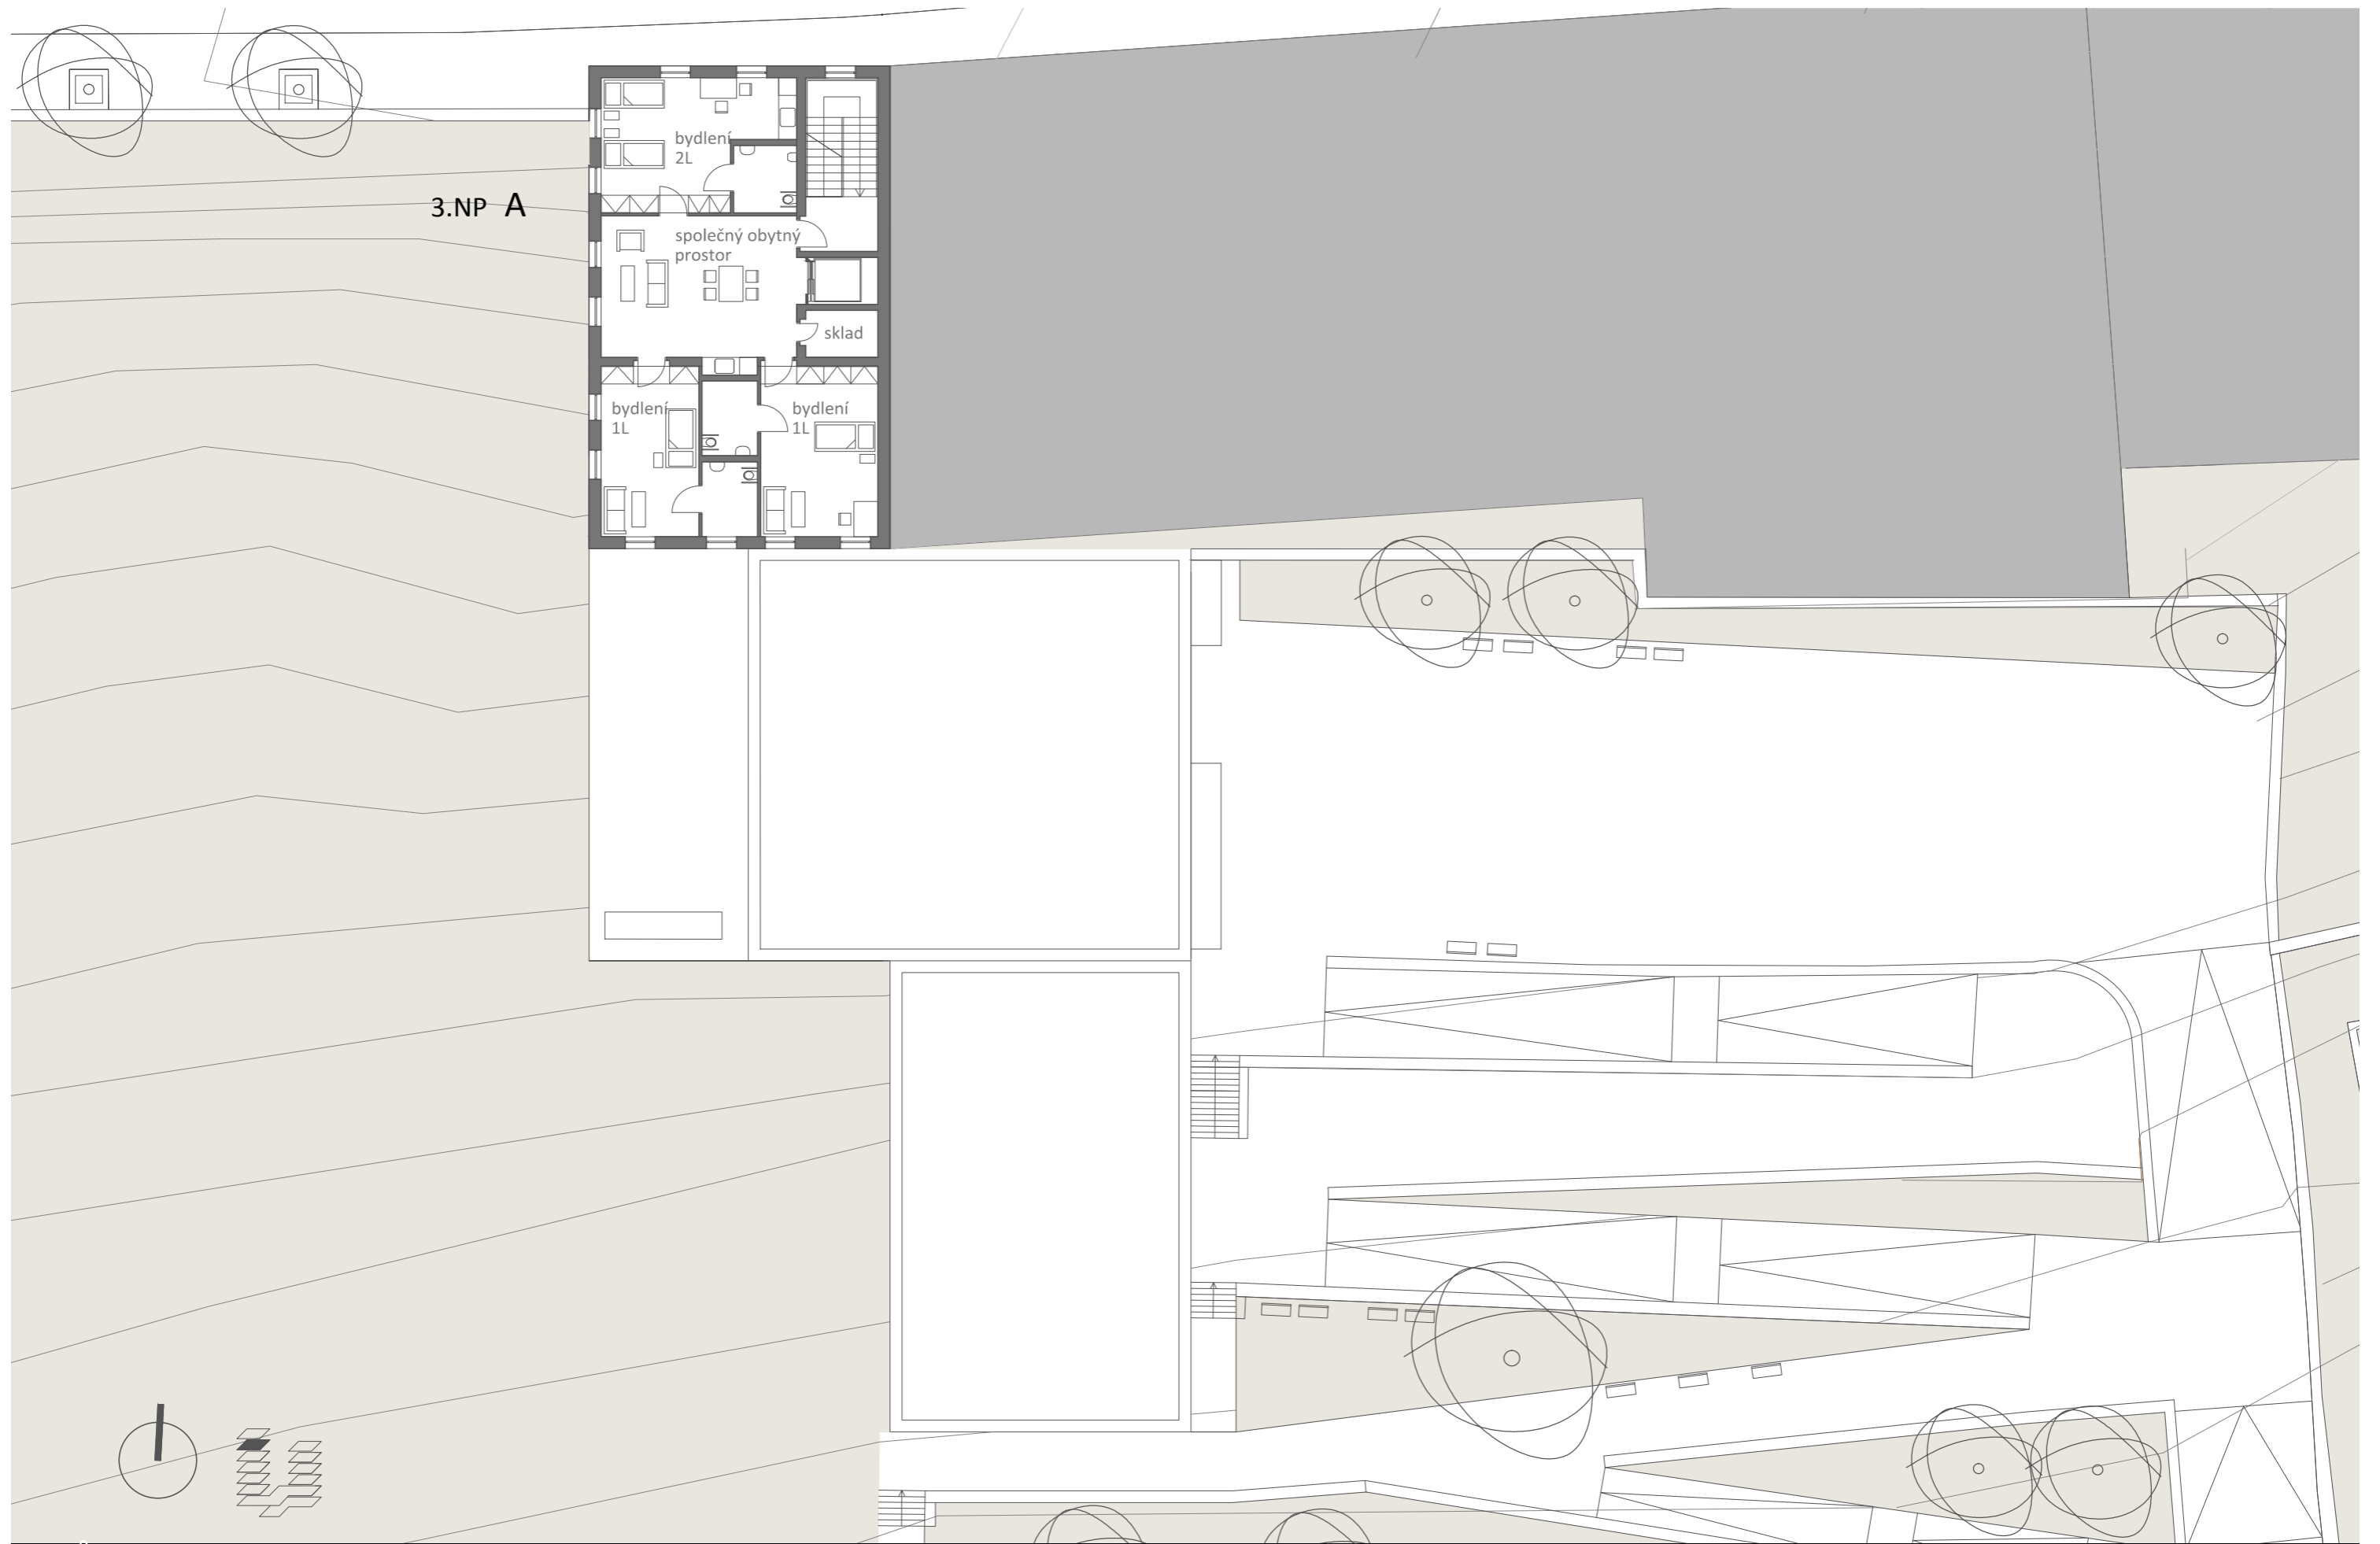 bydlení
2L
3.NP A
společný obytný
prostor
sklad
bydlení
1L
bydlení
1L